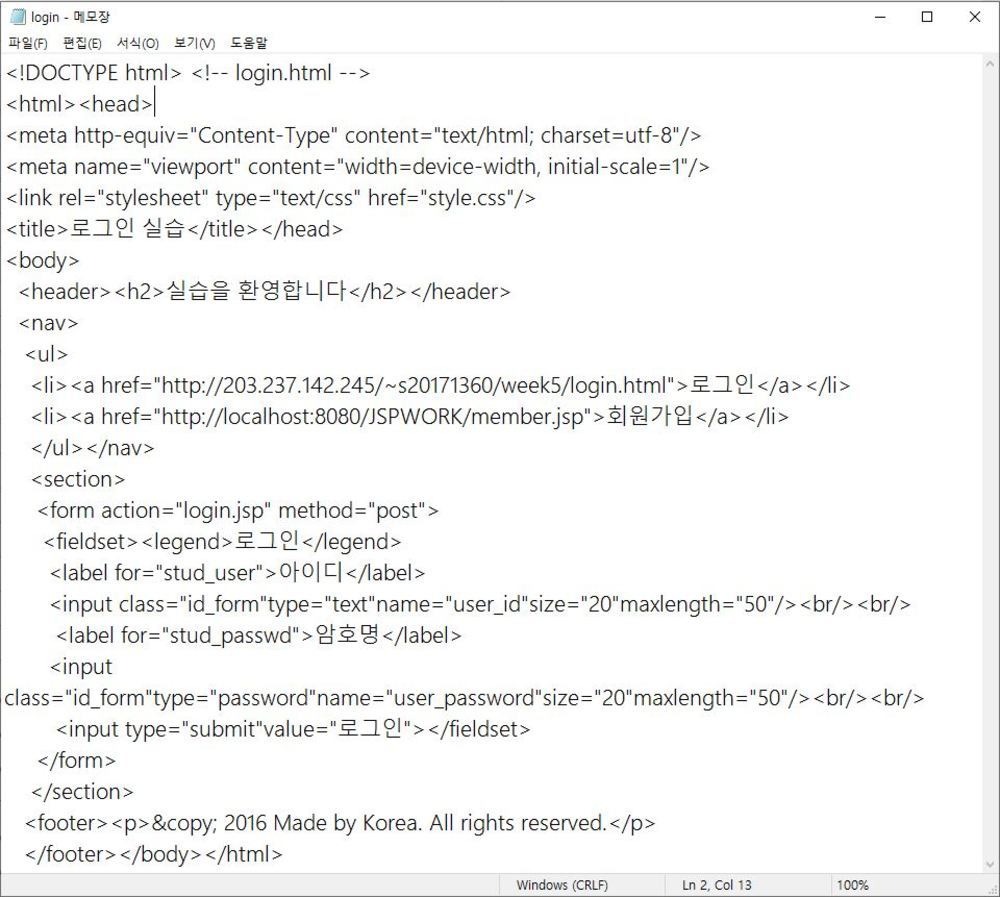 login - 메모장
파일(F) 편집(E) 서식(O) 보기(V) 도움말
<!DOCTYPE html> <!-- login.html -->
<html><head>
<meta http-equiv="Content-Type" content="text/html; charset=utf-8"/>
<meta name="viewport" content="width=device-width, initial-scale=1"/>
<link rel="stylesheet" type="text/css" href="style.css"/>
<title>로그인 실습</title></head>
<body>
<header><h2>실습을 환영합니다</h2></header>
<nav>
<ul>
<li><a href="http://203.237.142.245/~s20171360/week5/login.html">로그인</a></li>
<li><a href="http://localhost:8080/JSPWORK/member.jsp">회원가입</a></li>
</ul></nav>
<section>
<form action="login.jsp" method="post">
<fieldset><legend>로그인</legend>
<label for="stud_user">아이디</label>
<input class="id_form"type="text"name="user_id"size="20"maxlength="50"/><br/><br/>
<label for="stud_passwd">암호명</label>
<input
class="id_form"type="password"name="user_password"size="20"maxlength="50"/><br/><br/>
<input type="submit"value="로그인"></fieldset>
</form>
</section>
<footer><p>&copy; 2016 Made by Korea. All rights reserved.</p>
</footer></body></html>
Windows (CRLF) Ln 2, Col 13 100%